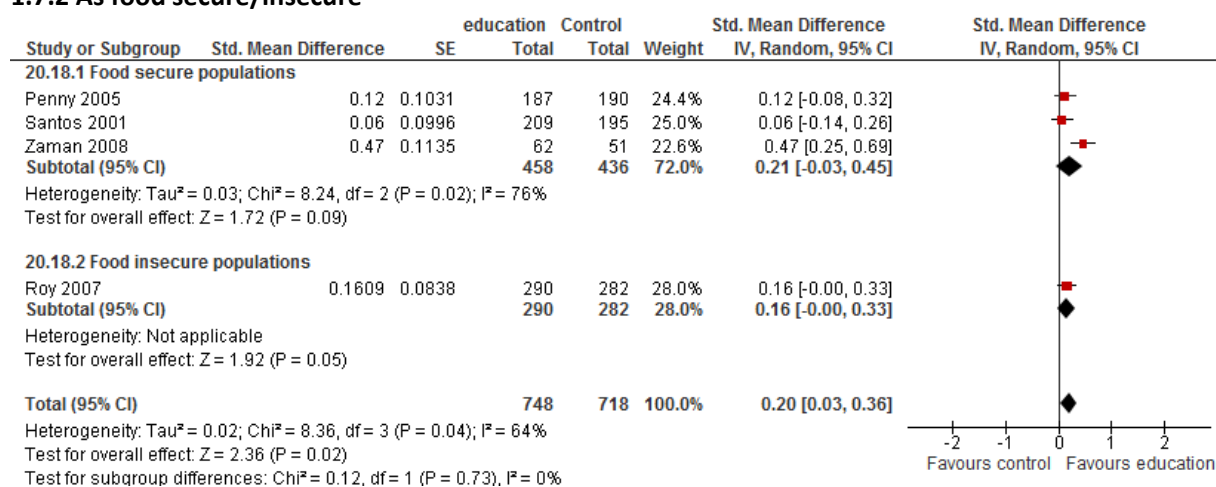 1.7.2 As food secure/insecure
education Control Std. Mean Difference Std. Mean Difference
Study or Subgroup Std. Mean Difference SE Total Total Weight IV, Random, 95% CI IV, Random, 95% CI
20.18.1 Food secure populations
Penny 2005 0.12 0.1031 187 190 24.4% 0.12 [-0.08, 0.32]
Santos 2001 0.06 0.0996 209 195 25.0% 0.06 [-0.14, 0.26]
Zaman 2008 0.47 0.1135 62 51 22.6% 0.47 [0.25, 0.69]
Subtotal (95% CI) 458 436 72.0% 0.21 [-0.03, 0.45]
Heterogeneity: Tau² = 0.03; Chi² = 8.24, df = 2 (P = 0.02); I² = 76%
Test for overall effect: Z = 1.72 (P = 0.09)
20.18.2 Food insecure populations
Roy 2007 0.1609 0.0838 290 282 28.0% 0.16 [-0.00, 0.33]
Subtotal (95% CI) 290 282 28.0% 0.16 [-0.00, 0.33]
Heterogeneity: Not applicable
Test for overall effect: Z = 1.92 (P = 0.05)
Total (95% CI) 748 718 100.0% 0.20 [0.03, 0.36]
Heterogeneity: Tau² = 0.02; Chi² = 8.36, df = 3 (P = 0.04); I² = 64%
Test for overall effect: Z = 2.36 (P = 0.02)
Test for subgroup differences: Chi² = 0.12, df = 1 (P = 0.73), I² = 0%
-2 -1 0 1 2
Favours control Favours education